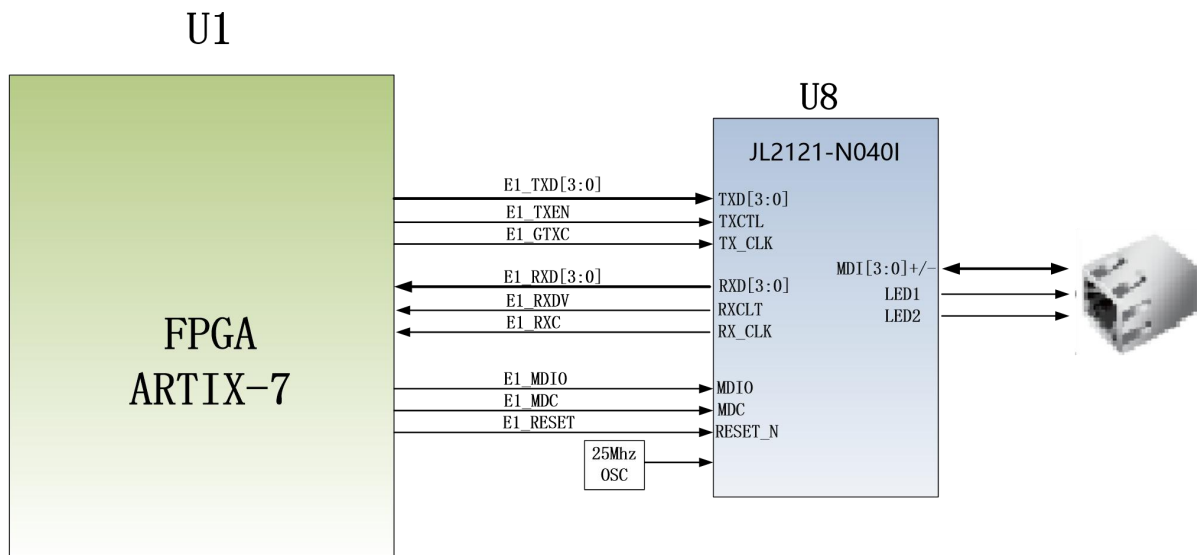 U1
U8
JL2121-N040I
E1_TXD[3:0]
TXD[3:0]
E1_TXEN
TXCTL
E1_GTXC
TX_CLK
MDI[3:0]+/-
E1_RXD[3:0]
RXD[3:0]
LED1
E1_RXDV
RXCLT
LED2
E1_RXC
RX_CLK
FPGA
ARTIX-7
E1_MDIO
MDIO
E1_MDC
MDC
E1_RESET
RESET_N
25Mhz
OSC